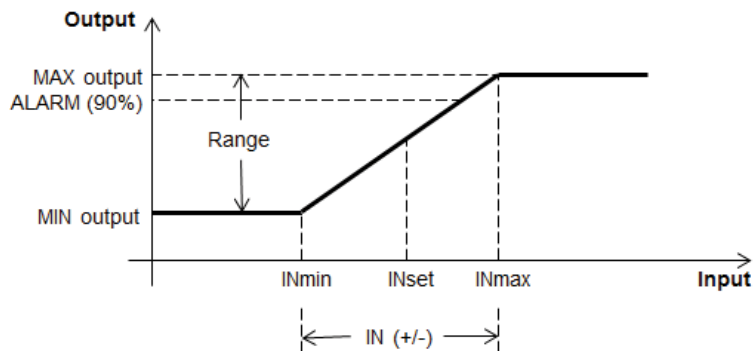 Output
MAX output
ALARM (90%)
Range
MIN output
INmin INset INmax Input
IN (+/-)